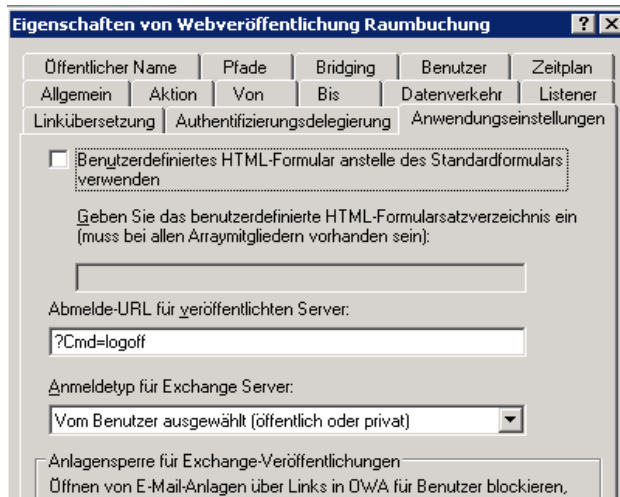 Eigenschaften von Webveröffentlichung Raumbuchung
Öffentlicher Name Pfade Bridging Benutzer Zeitplan
Allgemein Aktion Von Bis Datenverkehr Listener
Linkübersetzung Authentifizierungsdelegierung Anwendungseinstellungen
Benutzerdefiniertes HTML-Formular anstelle des Standardformulars
verwenden
Geben Sie das benutzerdefinierte HTML-Formularsatzverzeichnis ein
(muss bei allen Arraymitgliedern vorhanden sein):
Abmelde-URL für veröffentlichten Server:
?Cmd=logoff
Anmeldetyp für Exchange Server:
Vom Benutzer ausgewählt (öffentlich oder privat)
Anlagensperre für Exchange-Veröffentlichungen
Öffnen von E-Mail-Anlagen über Links in OWA für Benutzer blockieren,